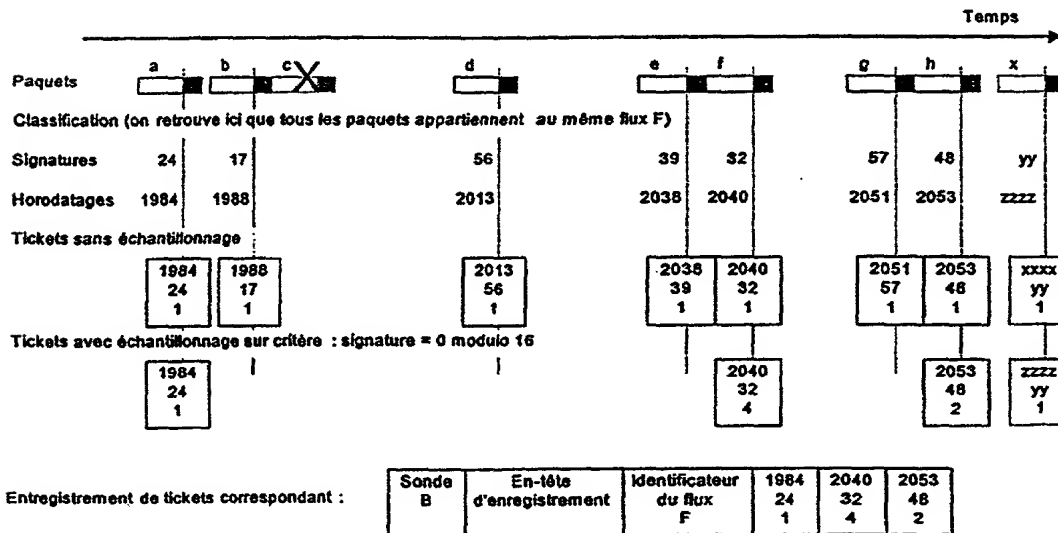 Temps
a b c d e f g h x
Paquets
Classification (on retrouve ici que tous les paquets appartiennent au même flux F)
Signatures 24 17 56 39 32 57 48 yy
Horodatages 1984 1988 2013 2038 2040 2051 2053 zzzz
Tickets sans échantillonnage
1984 1988 2013 2038 2040 2051 2053 xxxx
24 17 56 39 32 57 48 yy
1 1 1 1 1 1 1 1
Tickets avec échantillonnage sur critère : signature = 0 modulo 16
1984 2040 2053 zzzz
24 32 48 yy
1 4 2 1
Sonde En-tête Identificateur 1984 2040 2053
Entregistrement de tickets correspondant : B d'enregistrement du flux 24 32 48
F 1 4 2